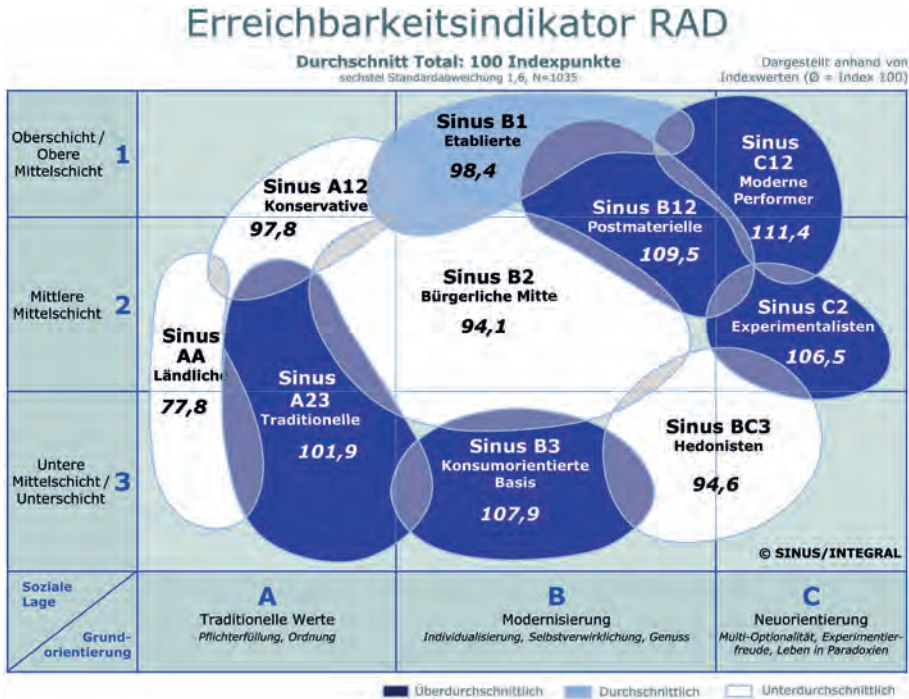 Erreichbarkeitsindikator RAD
Durchschnitt Total: 100 Indexpunkte
sechstel Standardabweichung 1,6, N=1035
Dargestellt anhand von
Indexwerten (Ø = Index 100)
Oberschicht /
Obere
Mittelschicht
1
Sinus B1
Etablierte
98,4
Sinus
C12
Moderne
Performer
111,4
Sinus A12
Konservative
97,8
Sinus B12
Postmaterielle
109,5
Mittlere
Mittelschicht
2
Sinus B2
Bürgerliche Mitte
94,1
Sinus C2
Experimentalisten
106,5
Sinus
AA
Ländliche
77,8
Sinus
A23
Traditionelle
101,9
Untere
Mittelschicht /
Unterschicht
3
Sinus B3
Konsumorientierte
Basis
107,9
Sinus BC3
Hedonisten
94,6
© SINUS/INTEGRAL
Soziale
Lage
Grund-
orientierung
A
Traditionelle Werte
Pflichterfüllung, Ordnung
B
Modernisierung
Individualisierung, Selbstverwirklichung, Genuss
C
Neuorientierung
Multi-Optionalität, Experimentier-
freude, Leben in Paradoxien
Überdurchschnittlich
Durchschnittlich
Unterdurchschnittlich